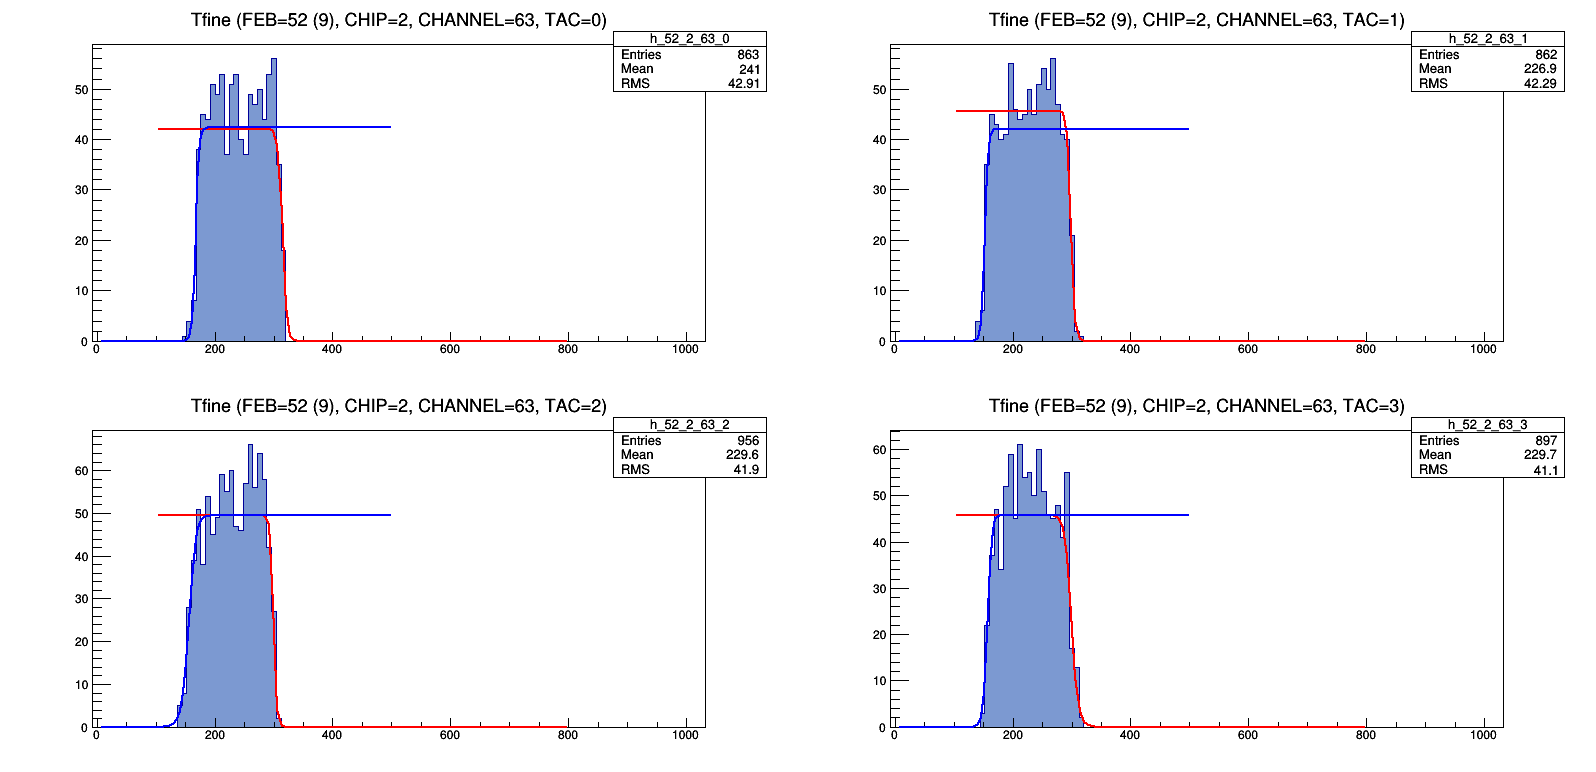 Tfine (FEB=52 (9), CHIP=2, CHANNEL=63, TAC=0)
h_52_2_63_0
Entries 863
Mean 241
RMS 42.91
50
40
30
20
10
0
0 200 400 600 800 1000
Tfine (FEB=52 (9), CHIP=2, CHANNEL=63, TAC=1)
h_52_2_63_1
Entries 862
Mean 226.9
RMS 42.29
50
40
30
20
10
0
0 200 400 600 800 1000
Tfine (FEB=52 (9), CHIP=2, CHANNEL=63, TAC=2)
h_52_2_63_2
Entries 956
Mean 229.6
RMS 41.9
60
50
40
30
20
10
0
0 200 400 600 800 1000
Tfine (FEB=52 (9), CHIP=2, CHANNEL=63, TAC=3)
h_52_2_63_3
Entries 897
Mean 229.7
RMS 41.1
60
50
40
30
20
10
0
0 200 400 600 800 1000